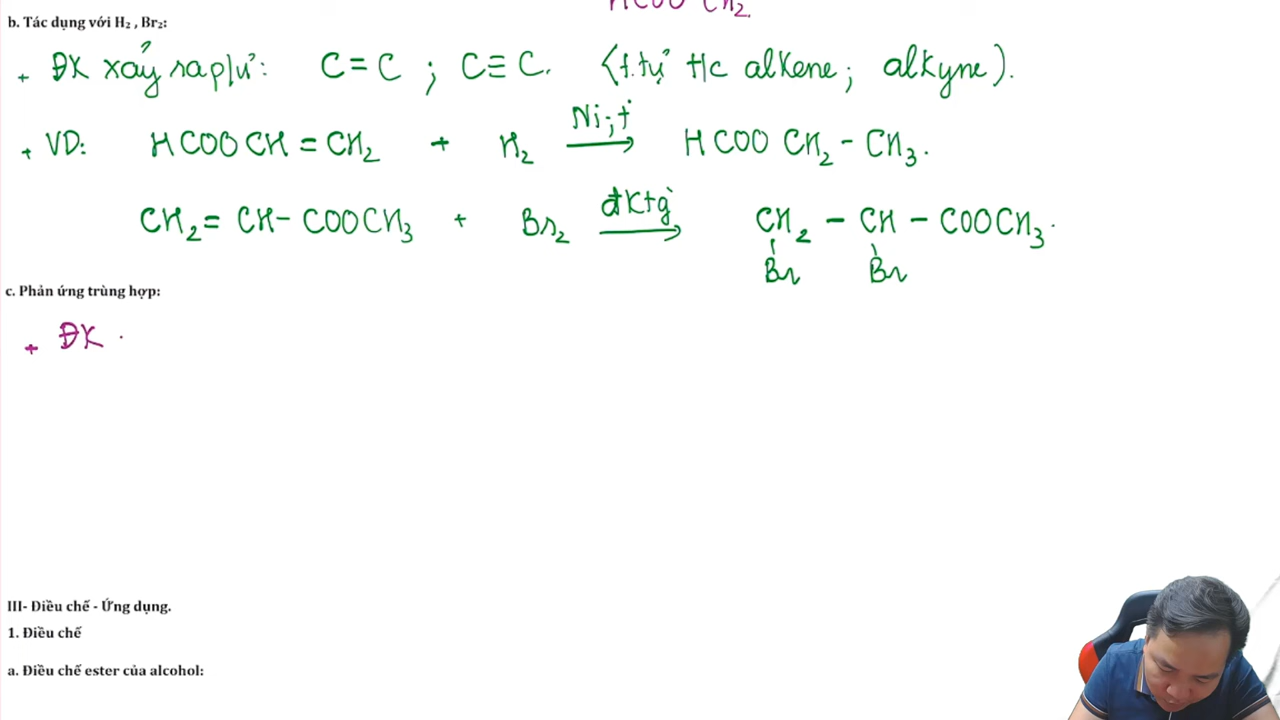 HCOO CH₂
b. Tác dụng với H₂ , Br₂:
+ ĐK xảy ra p/ư: C=C ; C≡C. (t.tự t/c alkene; alkyne).
+ VD: HCOOCH=CH₂ + H₂ Ni;t° → HCOO CH₂-CH₃.
CH₂=CH-COOCH₃ + Br₂ đktg → CH₂-CH-COOCH₃.
Br Br
c. Phản ứng trùng hợp:
+ ĐK
III- Điều chế - Ứng dụng.
1. Điều chế
a. Điều chế ester của alcohol: